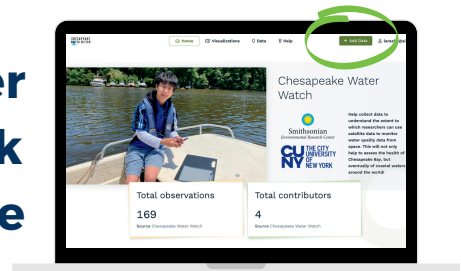 er
k
e
CHESAPEAKE
WATER WATCH
Home
Visualizations
Data
Help
+ Add Data
Chesapeake Water
Watch
Smithsonian
Environmental Research Center
CU
NY
THE CITY
UNIVERSITY
OF
NEW YORK
Help collect data to
understand the extent to
which researchers can use
satellite data to monitor
water quality data from
space. This will not only
help to assess the health of
Chesapeake Bay, but
eventually of coastal waters
around the world!
Total observations
169
Source Chesapeake Water Watch
Total contributors
4
Source Chesapeake Water Watch